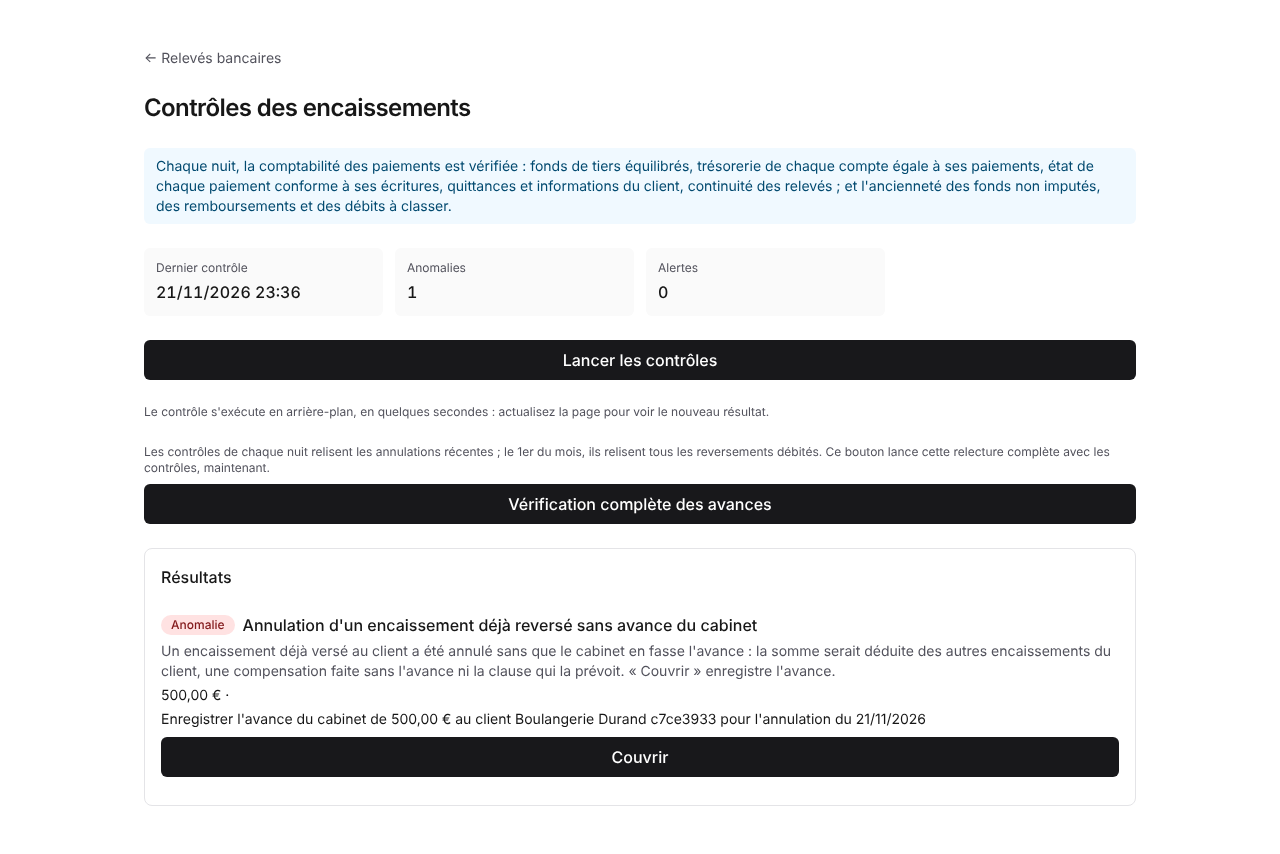 ← Relevés bancaires
Contrôles des encaissements
Chaque nuit, la comptabilité des paiements est vérifiée : fonds de tiers équilibrés, trésorerie de chaque compte égale à ses paiements, état de
chaque paiement conforme à ses écritures, quittances et informations du client, continuité des relevés ; et l'ancienneté des fonds non imputés,
des remboursements et des débits à classer.
Dernier contrôle
21/11/2026 23:36
Anomalies
1
Alertes
0
Lancer les contrôles
Le contrôle s'exécute en arrière-plan, en quelques secondes : actualisez la page pour voir le nouveau résultat.
Les contrôles de chaque nuit relisent les annulations récentes ; le 1er du mois, ils relisent tous les reversements débités. Ce bouton lance cette relecture complète avec les
contrôles, maintenant.
Vérification complète des avances
Résultats
Anomalie Annulation d'un encaissement déjà reversé sans avance du cabinet
Un encaissement déjà versé au client a été annulé sans que le cabinet en fasse l'avance : la somme serait déduite des autres encaissements du
client, une compensation faite sans l'avance ni la clause qui la prévoit. « Couvrir » enregistre l'avance.
500,00 € ·
Enregistrer l'avance du cabinet de 500,00 € au client Boulangerie Durand c7ce3933 pour l'annulation du 21/11/2026
Couvrir